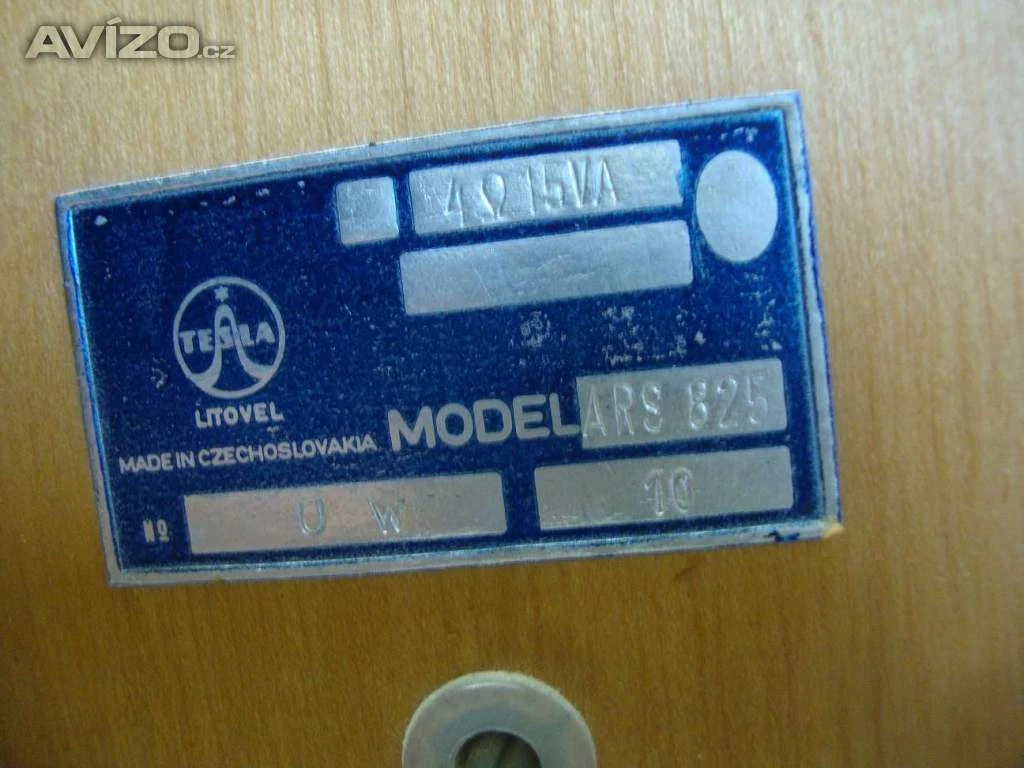 AVÍZO.cz
4Ω 15VA
TESLA
LITOVEL
MADE IN CZECHOSLOVAKIA
MODEL ARS 825
Nº U W 10